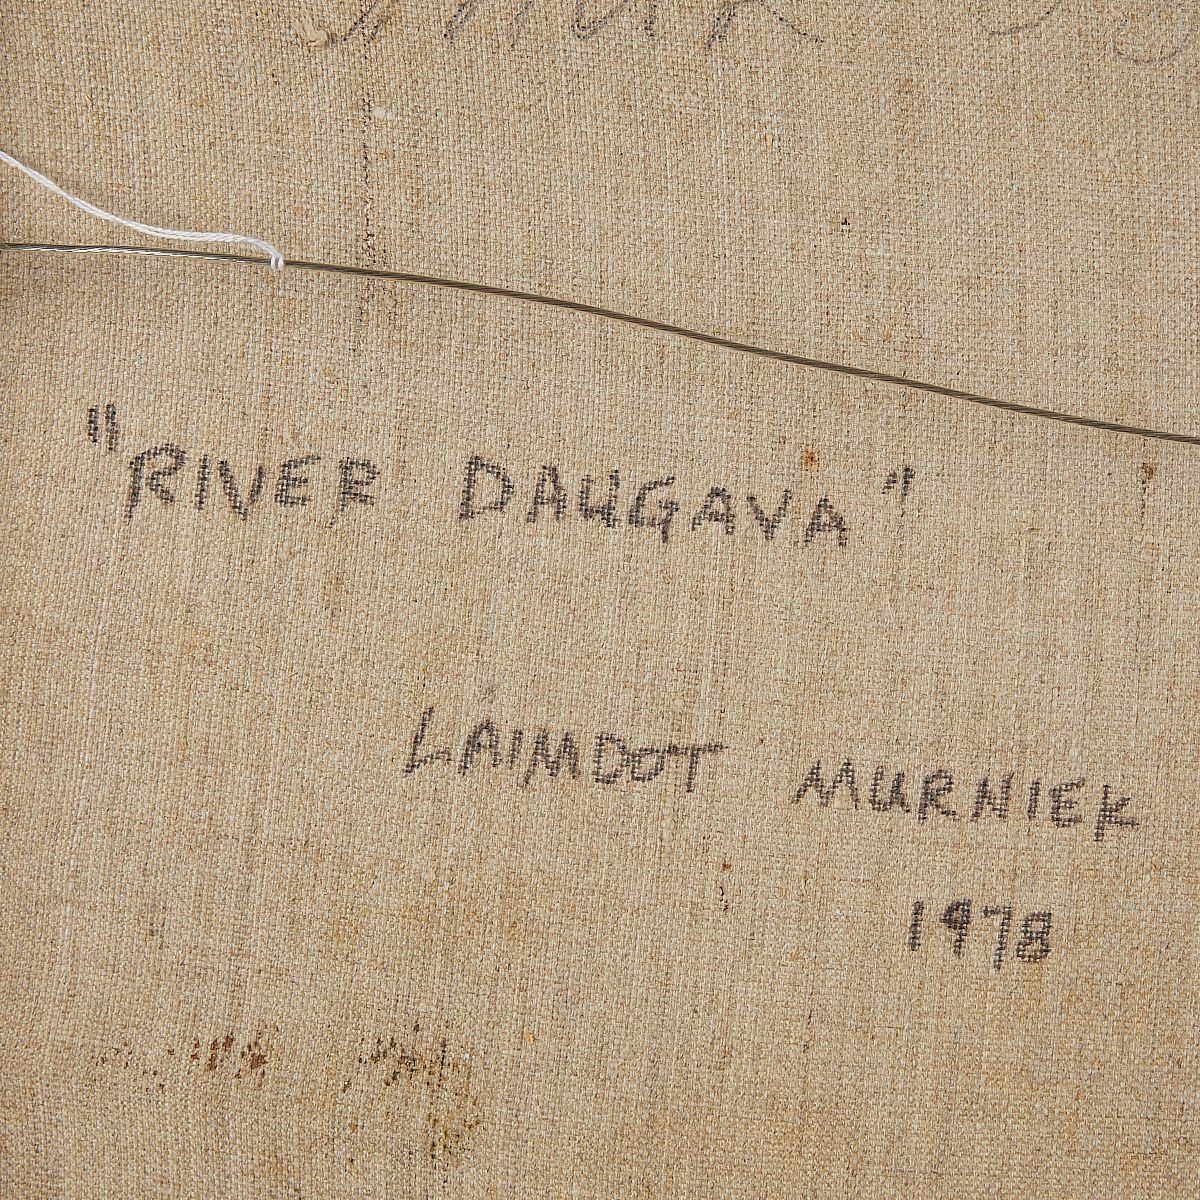 "RIVER DAUGAVA"
LAIMDOT MURNIEK
1978